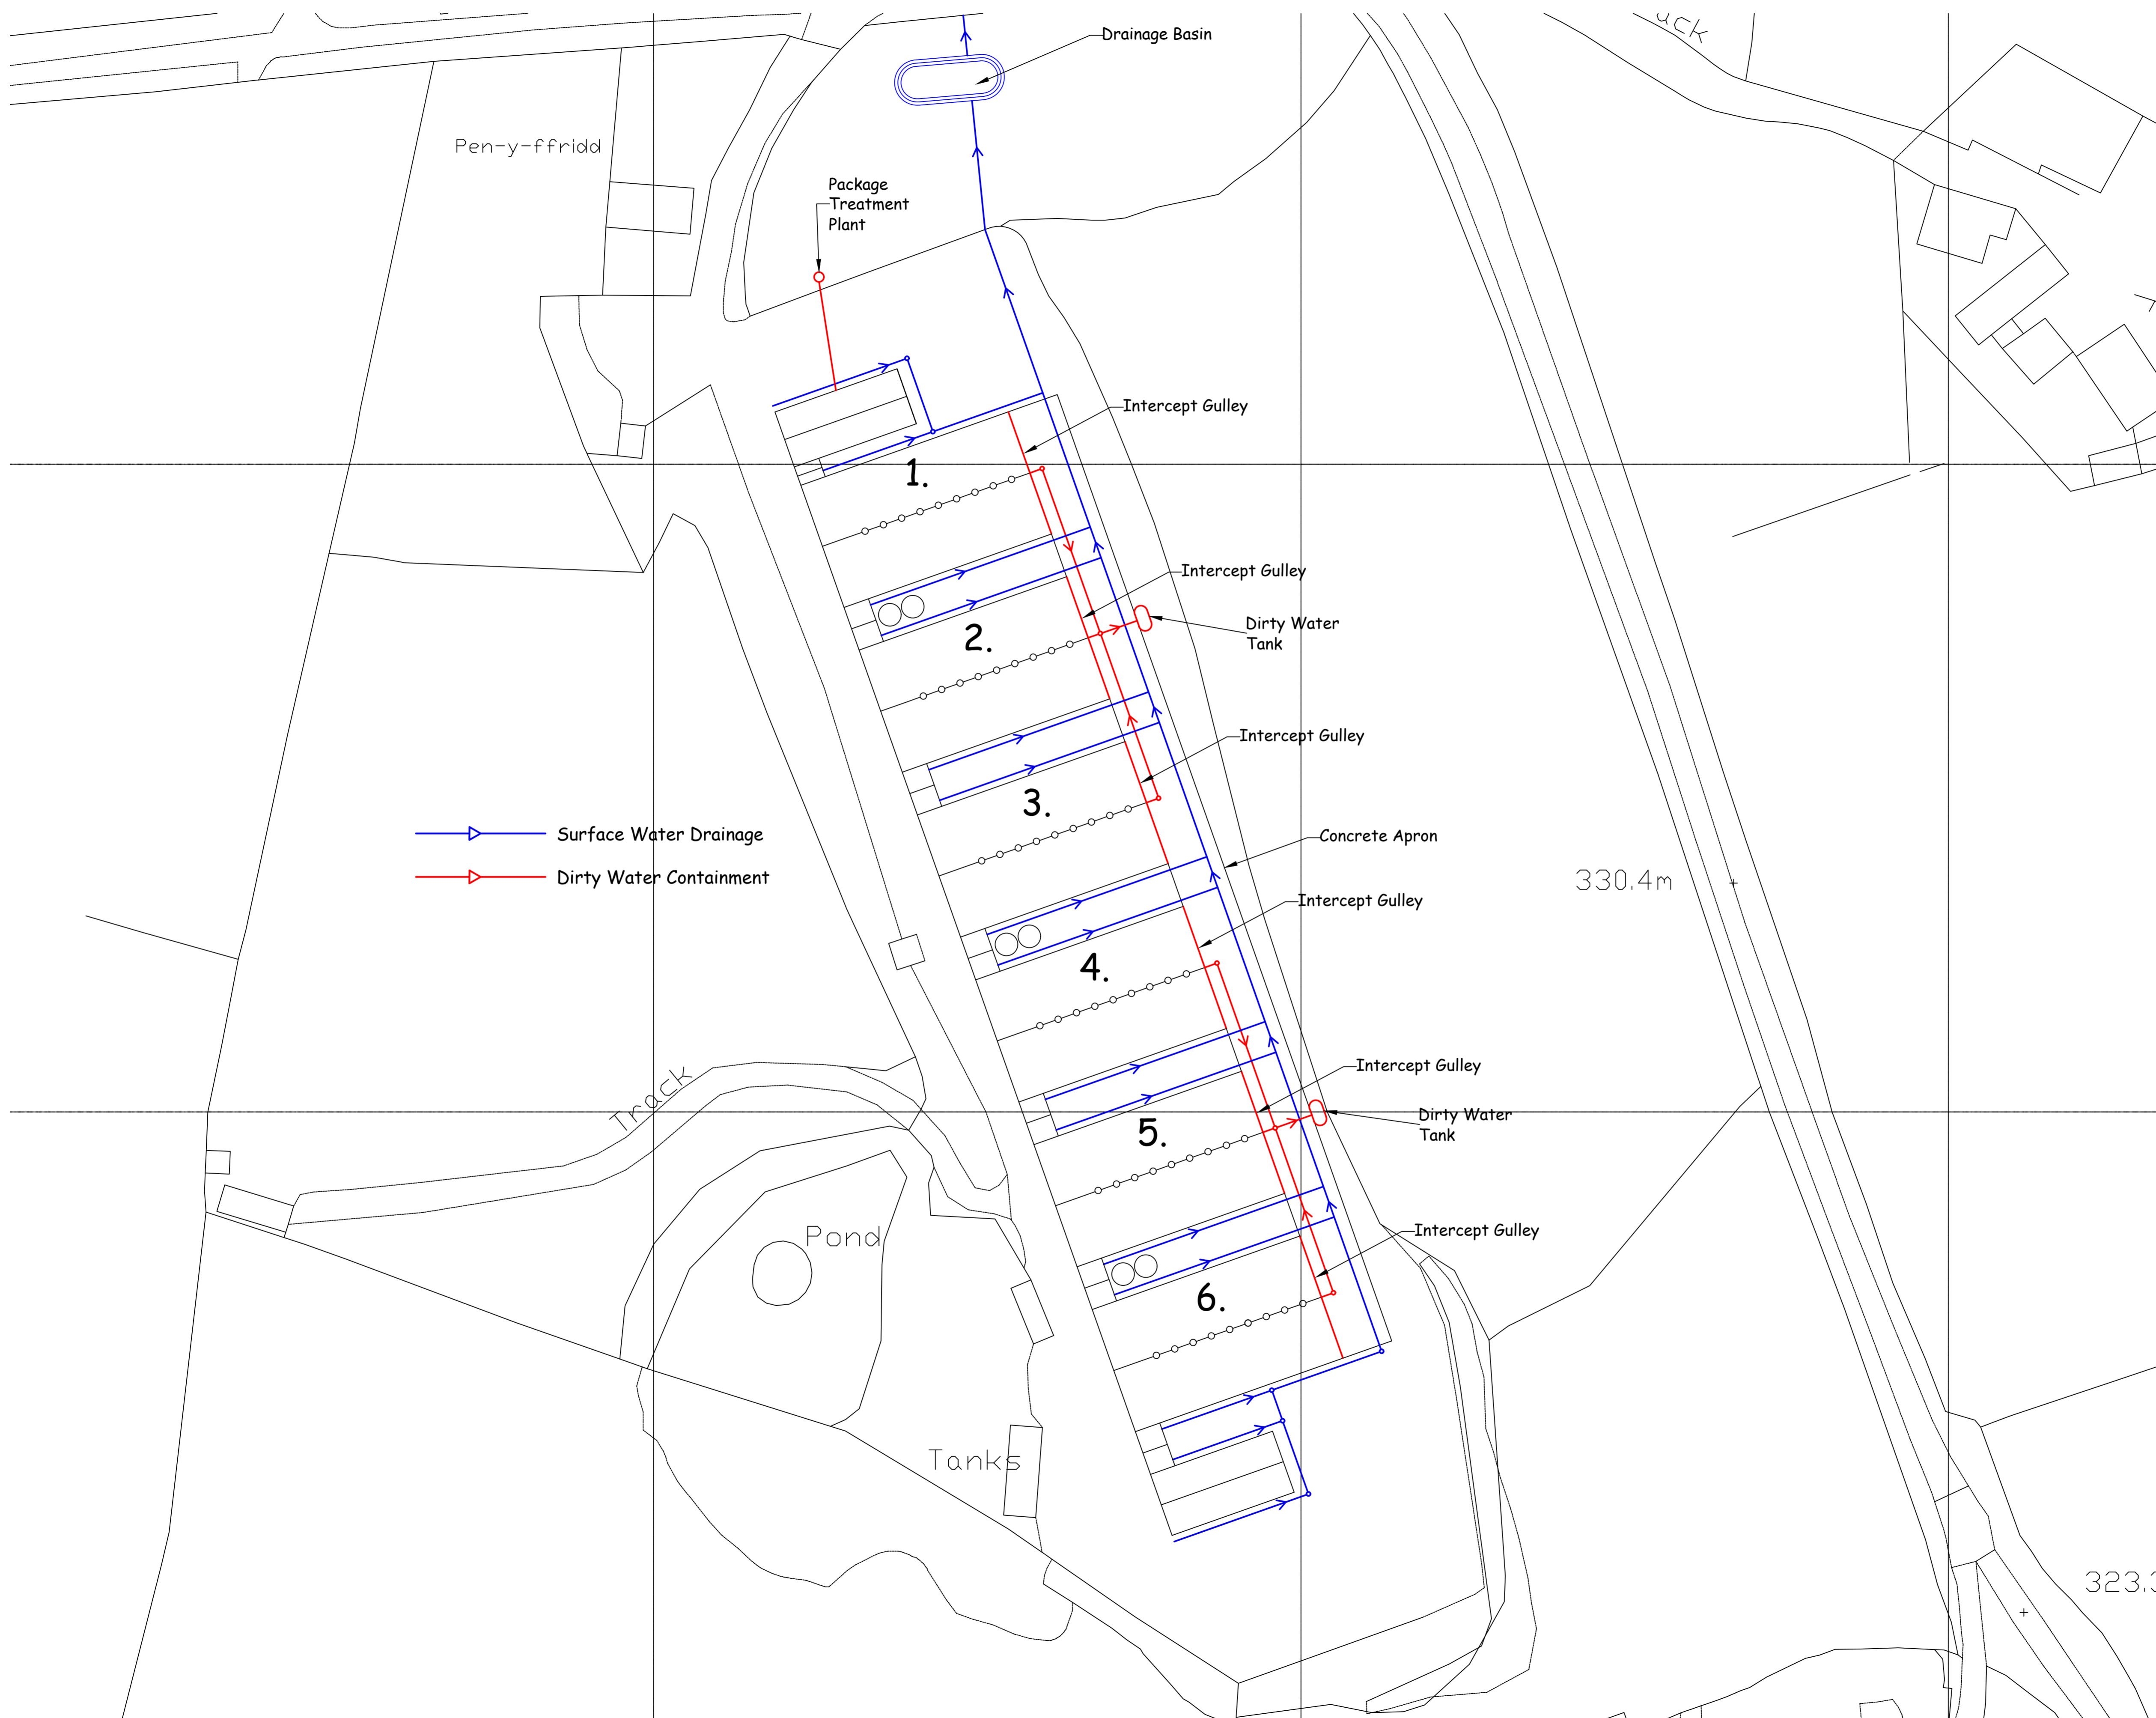 Drainage Basin
Pen-y-ffridd
Package
Treatment
Plant
Intercept Gulley
1.
Intercept Gulley
Dirty Water
Tank
2.
Intercept Gulley
3.
Surface Water Drainage
Concrete Apron
Dirty Water Containment
330.4m
Intercept Gulley
4.
Intercept Gulley
Track
Dirty Water
Tank
5.
Pond
Intercept Gulley
6.
Tanks